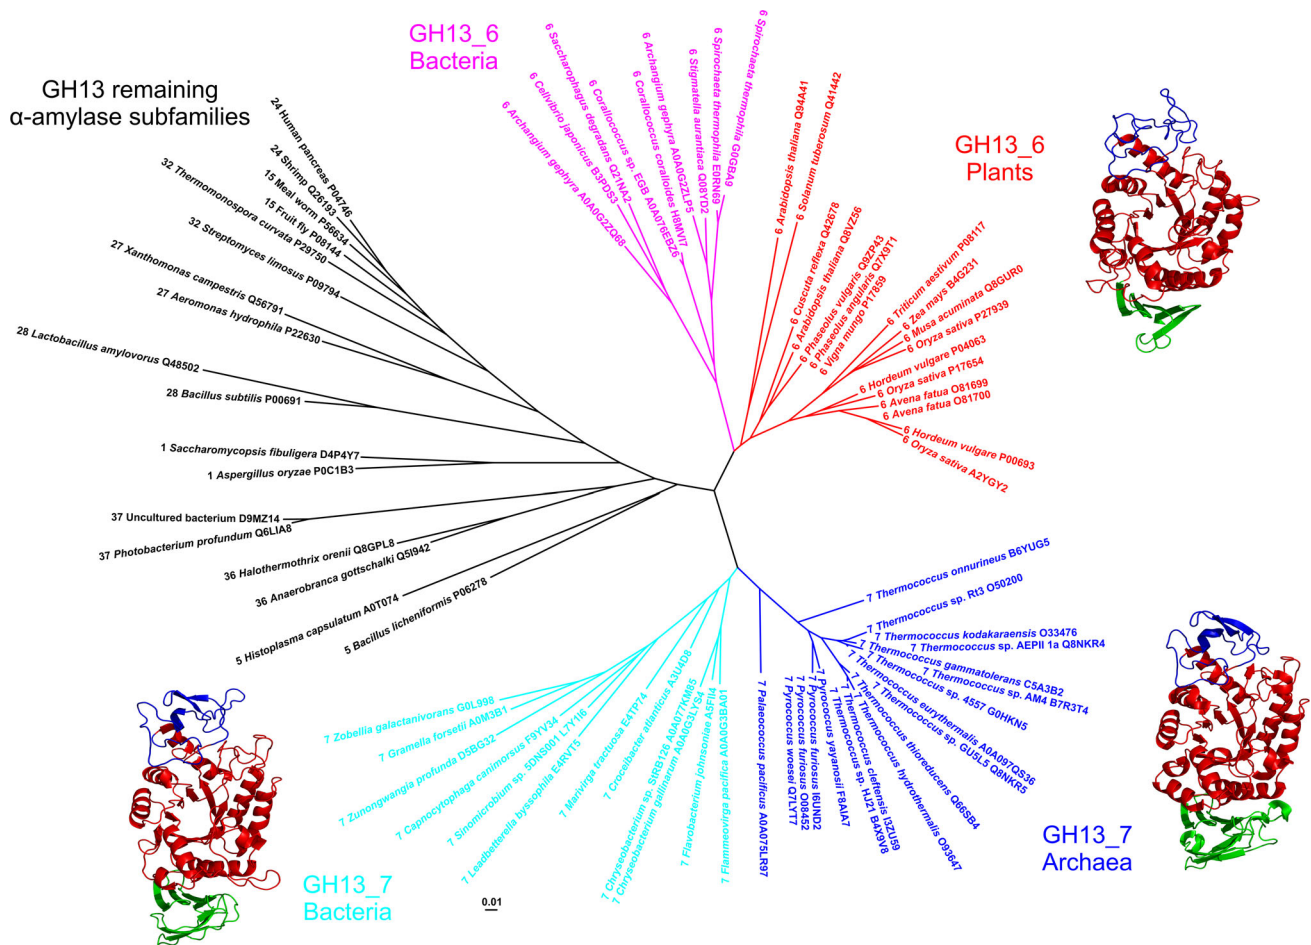 GH13_6
Bacteria
GH13 remaining
α-amylase subfamilies
GH13_6
Plants
24 Human pancreas P04746
24 Shrimp Q26193
15 Meal worm P56634
15 Fruit fly P08144
32 Thermomonospora curvata P29750
32 Streptomyces limosus P09794
27 Xanthomonas campestris Q56791
27 Aeromonas hydrophila P22630
28 Lactobacillus amylovorus Q48502
28 Bacillus subtilis P00691
1 Saccharomycopsis fibuligera D4P4Y7
1 Aspergillus oryzae P0C1B3
37 Uncultured bacterium D9MZ14
37 Photobacterium profundum Q6LIA8
36 Halothermothrix orenii Q8GPL8
36 Anaerobranca gottschalki Q5I942
5 Histoplasma capsulatum A0T074
5 Bacillus licheniformis P06278
6 Archangium gephyra A0A0G2ZQ68
6 Cellvibrio japonicus B3PDS3
6 Saccharophagus degradans Q21NA2
6 Corallococcus sp. EGB A0A076EBZ6
6 Corallococcus coralloides H8MVI7
6 Archangium gephyra A0A0G2ZLP5
6 Stigmatella aurantiaca Q08YD2
6 Spirochaeta thermophila E0RN69
6 Spirochaeta thermophila G0GBA9
6 Arabidopsis thaliana Q94A41
6 Solanum tuberosum Q41442
6 Cuscuta reflexa Q42678
6 Arabidopsis thaliana Q8VZ56
6 Phaseolus vulgaris Q9ZP43
6 Phaseolus angularis Q7X9T1
6 Vigna mungo P17859
6 Triticum aestivum P08117
6 Zea mays B4G231
6 Musa acuminata Q8GUR0
6 Oryza sativa P27939
6 Hordeum vulgare P04063
6 Oryza sativa P17654
6 Avena fatua O81699
6 Avena fatua O81700
6 Hordeum vulgare P00693
6 Oryza sativa A2YGY2
7 Thermococcus onnurineus B6YUG5
7 Thermococcus sp. Rt3 O50200
7 Thermococcus kodakaraensis O33476
7 Thermococcus sp. AEPII 1a Q8NKR4
7 Thermococcus gammatolerans C5A3B2
7 Thermococcus sp. AM4 B7R3T4
7 Thermococcus sp. 4557 G0HKN5
7 Thermococcus eurythermalis A0A097QS36
7 Thermococcus sp. GU5L5 Q8NKR5
7 Thermococcus thioreducens Q66SB4
7 Thermococcus hydrothermalis O93647
7 Thermococcus cleftensis I3ZU59
7 Thermococcus sp. HJ21 B4X9V8
7 Pyrococcus yayanosii F8AIA7
7 Pyrococcus furiosus I6UND2
7 Pyrococcus furiosus O08452
7 Pyrococcus woesei Q7LYT7
7 Palaeococcus pacificus A0A075LR97
7 Flammeovirga pacifica A0A0G3BA01
7 Flavobacterium johnsoniae A5FII4
7 Chryseobacterium gallinarum A0A0G3LYS4
7 Chryseobacterium sp. StRB126 A0A077KM85
7 Croceibacter atlanticus A3U4D8
7 Marivirga tractuosa E4TP74
7 Leadbetterella byssophila E4RVT5
7 Sinomicrobium sp. 5DNS001 L7Y1I6
7 Capnocytophaga canimorsus F9YV34
7 Zunongwangia profunda D5BG32
7 Gramella forsetii A0M3B1
7 Zobellia galactanivorans G0L998
GH13_7
Bacteria
0.01
GH13_7
Archaea